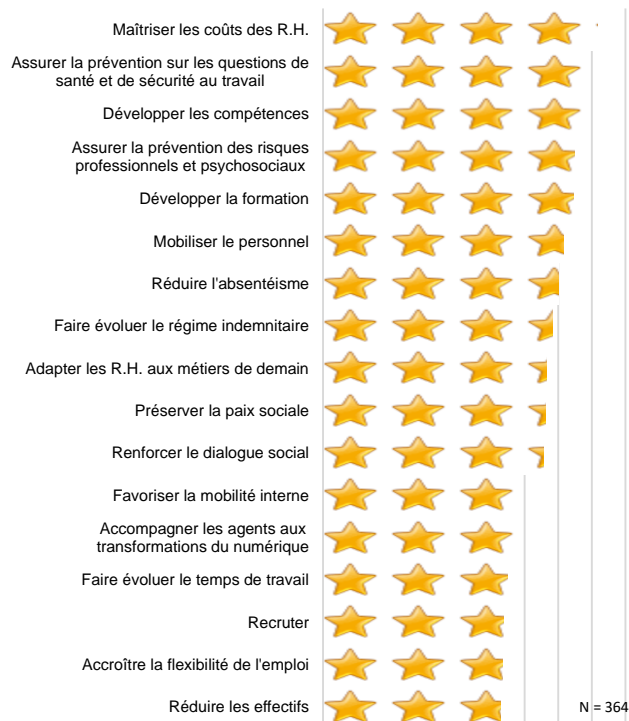 Maîtriser les coûts des R.H.
Assurer la prévention sur les questions de
santé et de sécurité au travail
Développer les compétences
Assurer la prévention des risques
professionnels et psychosociaux
Développer la formation
Mobiliser le personnel
Réduire l'absentéisme
Faire évoluer le régime indemnitaire
Adapter les R.H. aux métiers de demain
Préserver la paix sociale
Renforcer le dialogue social
Favoriser la mobilité interne
Accompagner les agents aux
transformations du numérique
Faire évoluer le temps de travail
Recruter
Accroître la flexibilité de l'emploi
Réduire les effectifs
N = 364